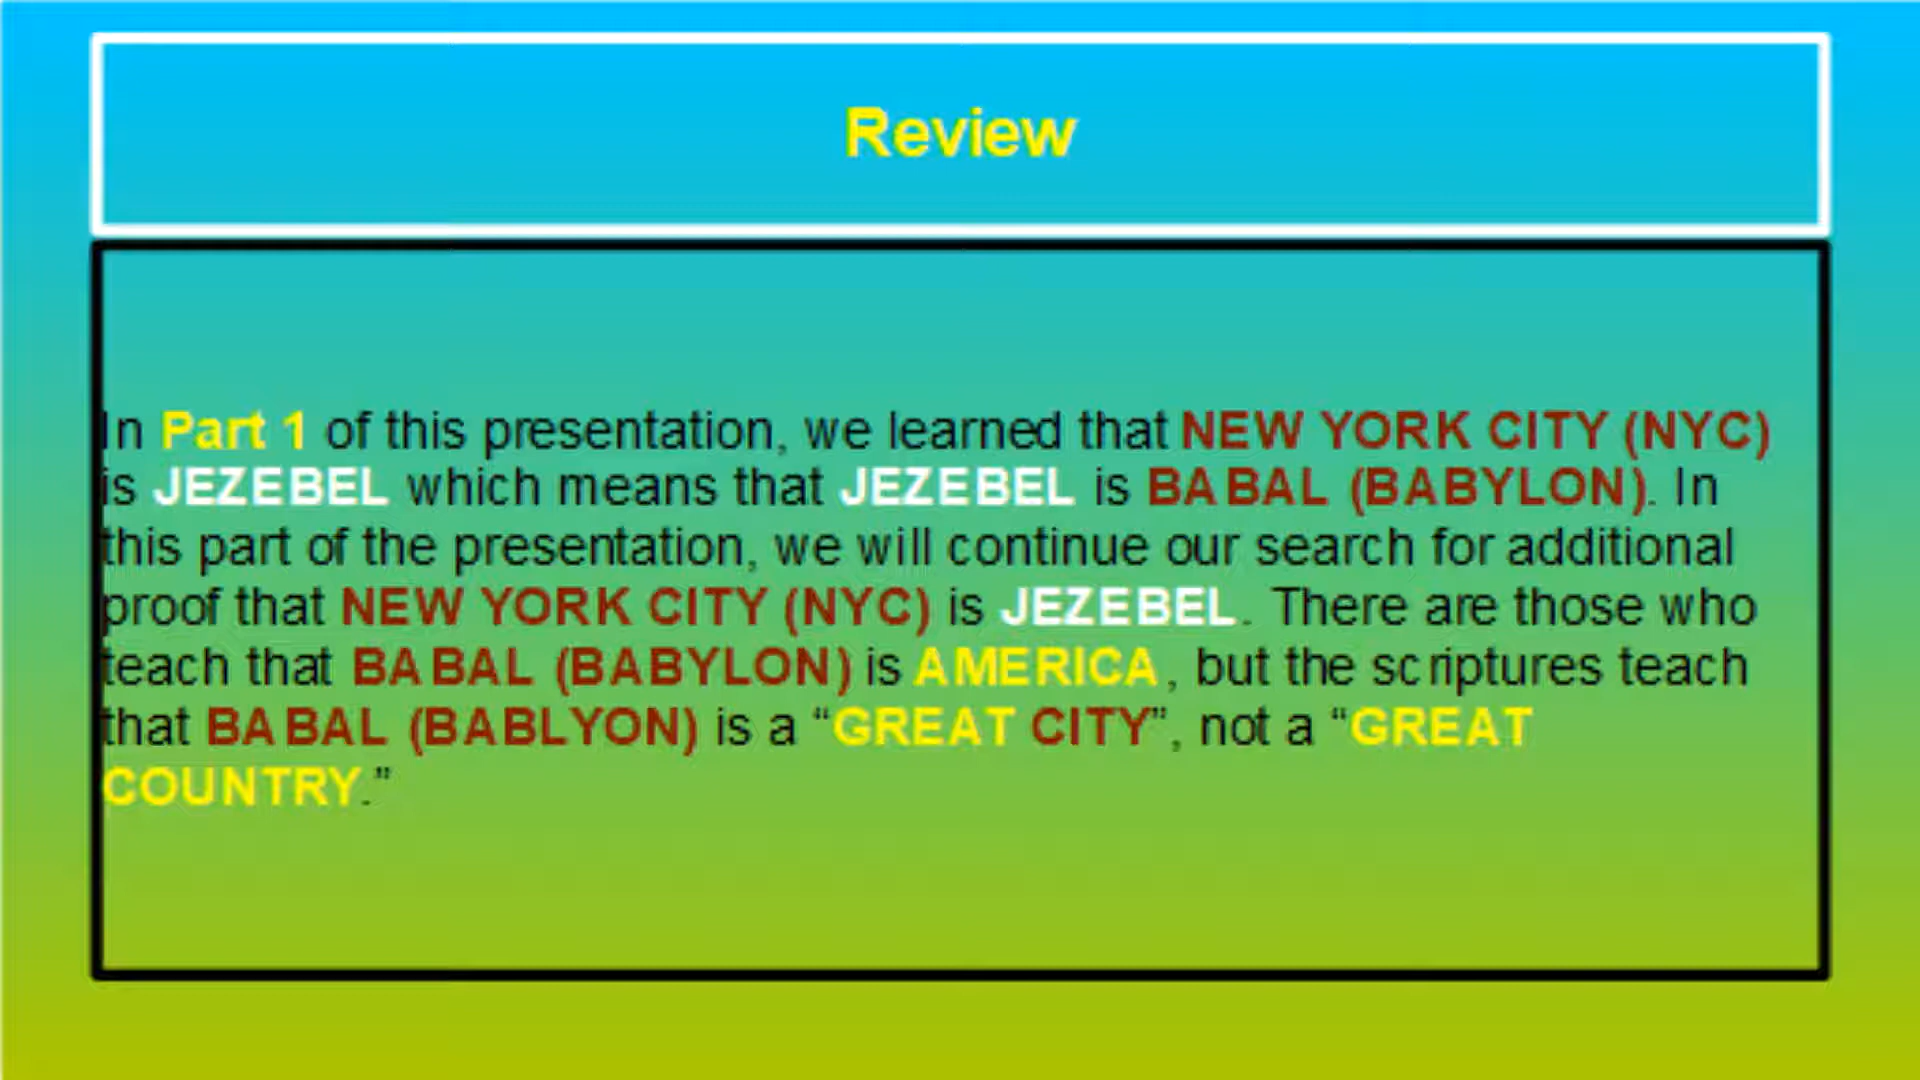 Review
In Part 1 of this presentation, we learned that NEW YORK CITY (NYC)
is JEZEBEL which means that JEZEBEL is BABAL (BABYLON). In
this part of the presentation, we will continue our search for additional
proof that NEW YORK CITY (NYC) is JEZEBEL. There are those who
teach that BABAL (BABYLON) is AMERICA, but the scriptures teach
that BABAL (BABLYON) is a “GREAT CITY”, not a “GREAT
COUNTRY.”